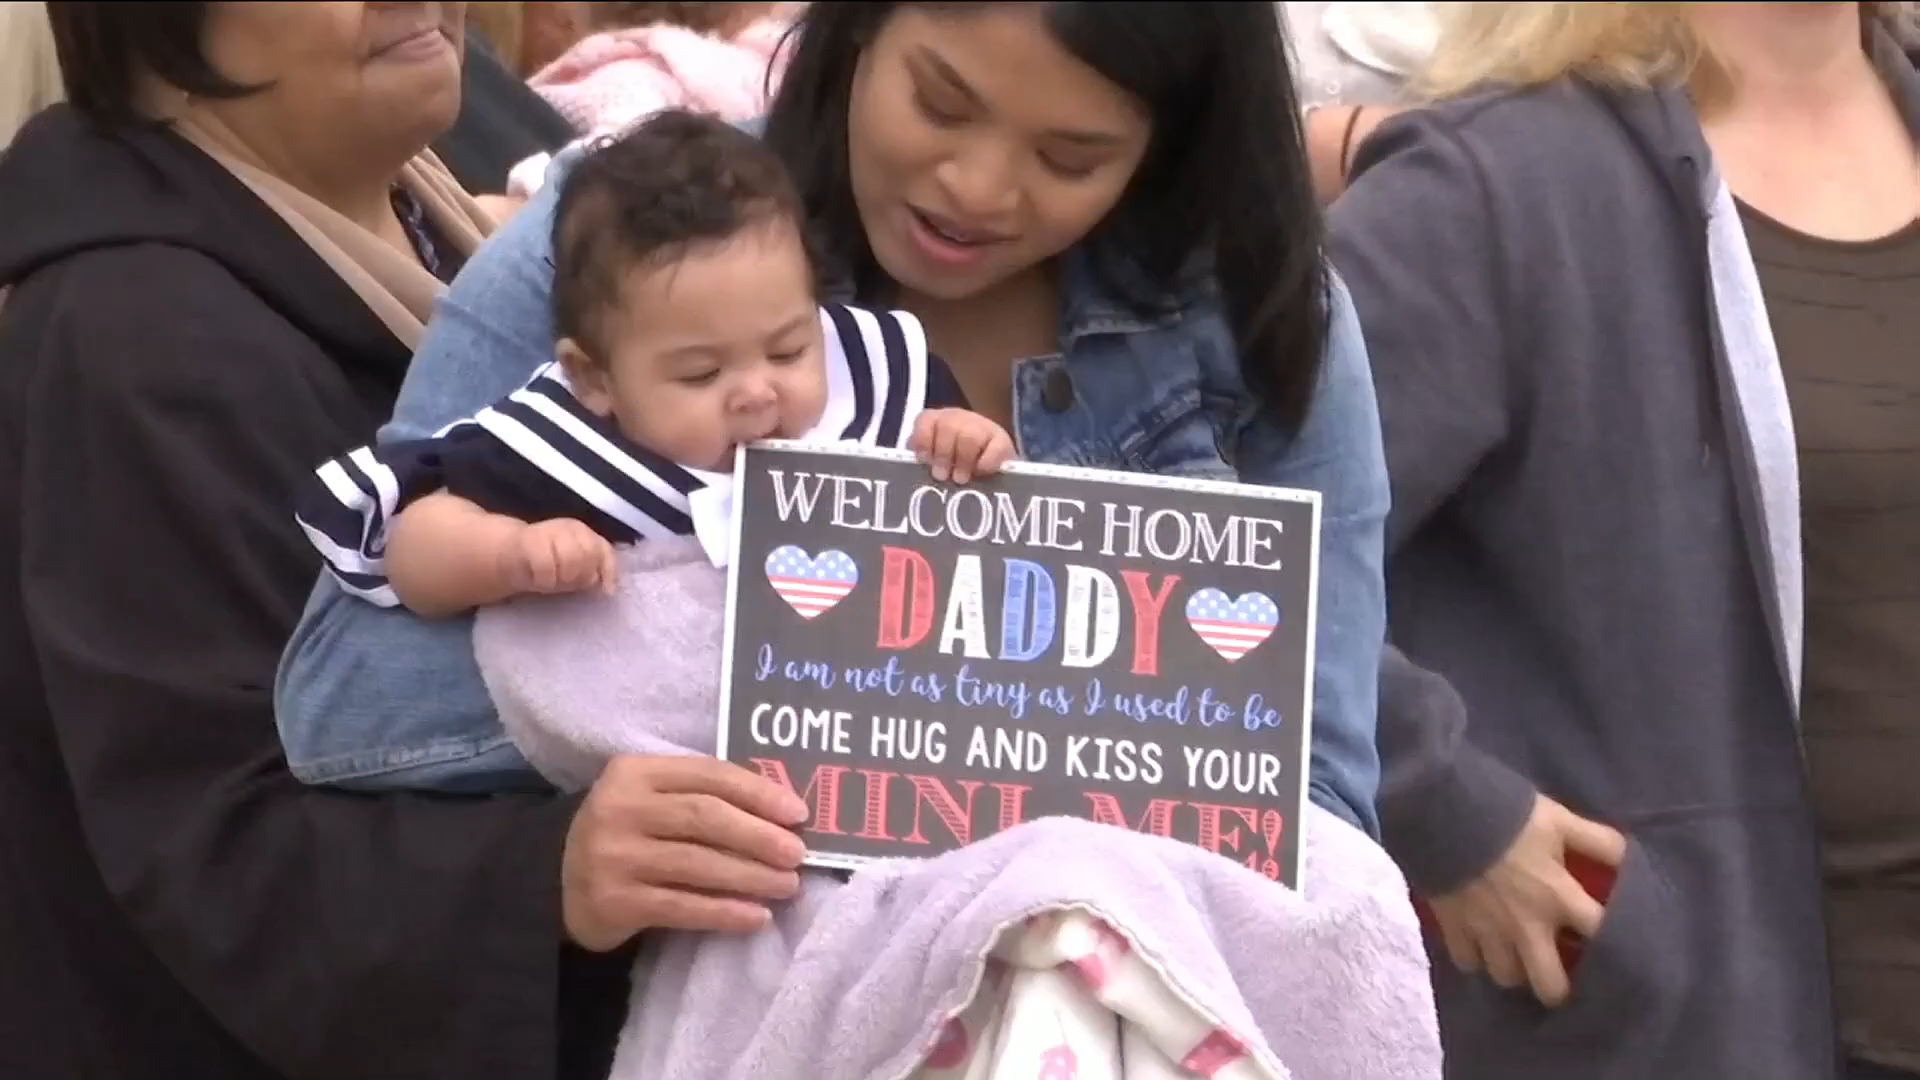 WELCOME HOME
DADDY
I am not as tiny as I used to be
COME HUG AND KISS YOUR
MINI ME!